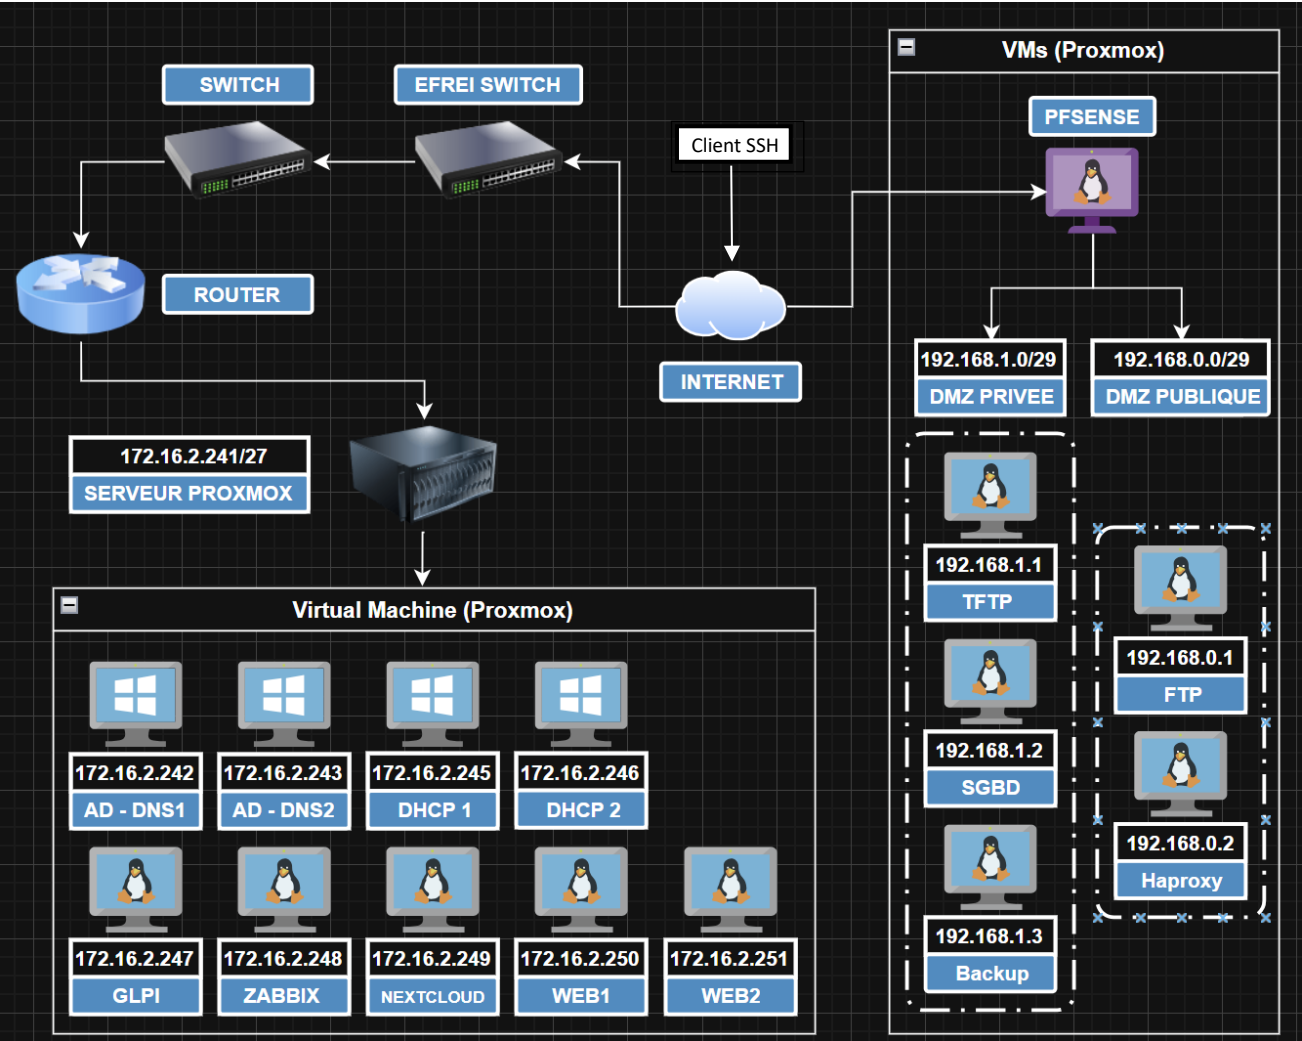 SWITCH
EFREI SWITCH
Client SSH
ROUTER
INTERNET
172.16.2.241/27
SERVEUR PROXMOX
Virtual Machine (Proxmox)
172.16.2.242
AD - DNS1
172.16.2.243
AD - DNS2
172.16.2.245
DHCP 1
172.16.2.246
DHCP 2
172.16.2.247
GLPI
172.16.2.248
ZABBIX
172.16.2.249
NEXTCLOUD
172.16.2.250
WEB1
172.16.2.251
WEB2
VMs (Proxmox)
PFSENSE
192.168.1.0/29
DMZ PRIVEE
192.168.0.0/29
DMZ PUBLIQUE
192.168.1.1
TFTP
192.168.1.2
SGBD
192.168.1.3
Backup
192.168.0.1
FTP
192.168.0.2
Haproxy